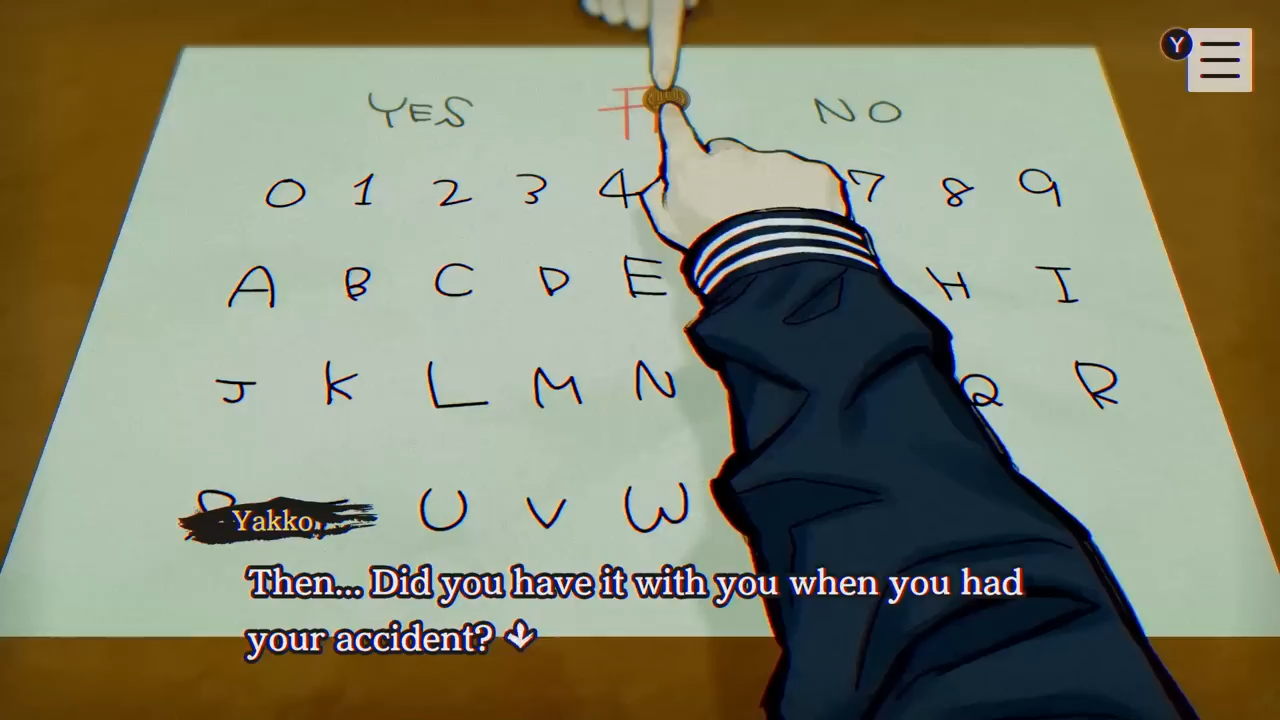 Y
YES NO
0 1 2 3 4 7 8 9
A B C D E H I
J K L M N Q R
U V W
Yakko
Then... Did you have it with you when you had
your accident?